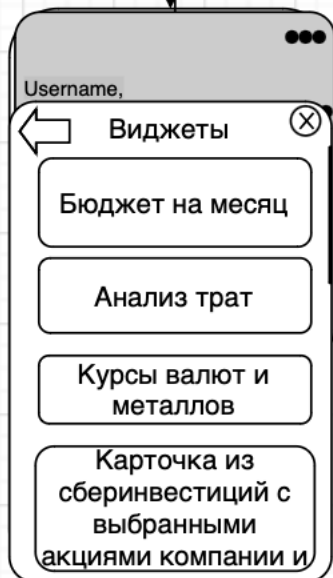 Username,
Виджеты
Бюджет на месяц
Анализ трат
Курсы валют и
металлов
Карточка из
сберинвестиций с
выбранными
акциями компании и